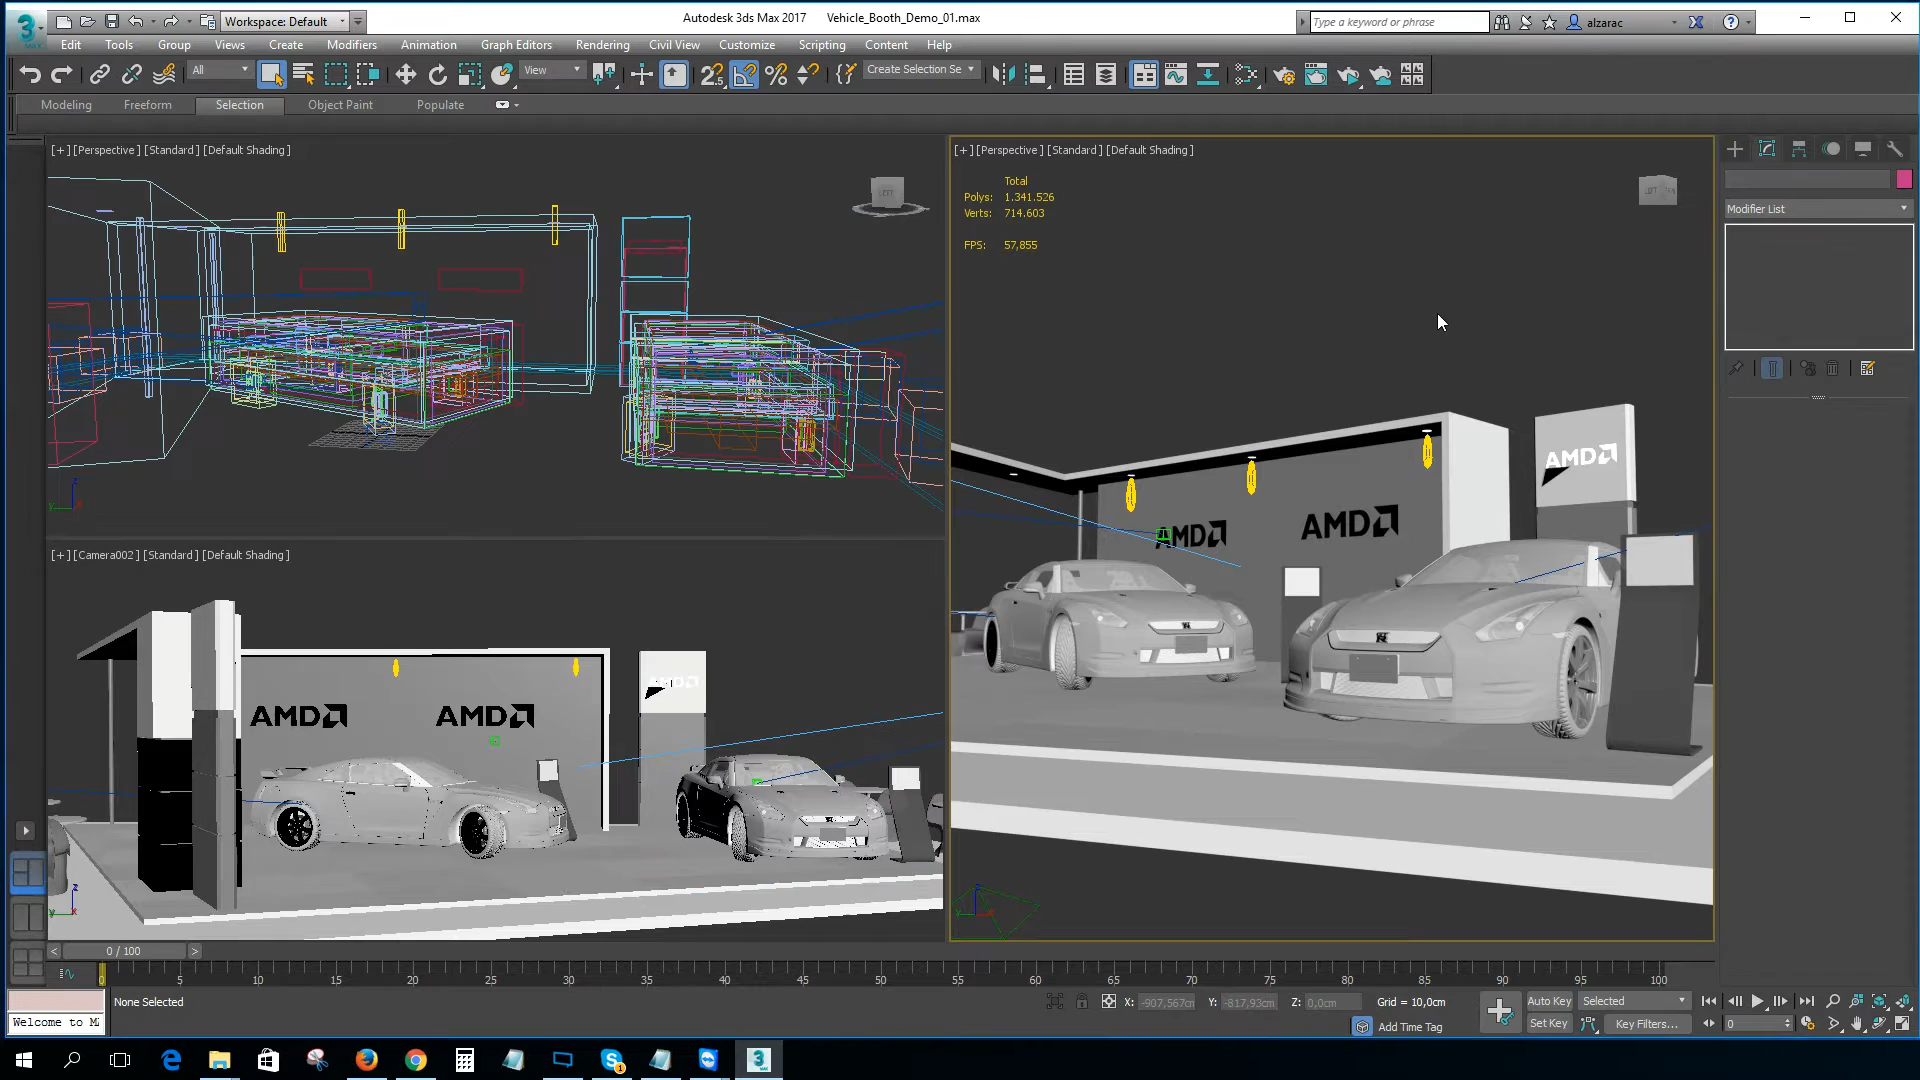 3
MAX
Workspace: Default
Autodesk 3ds Max 2017 Vehicle_Booth_Demo_01.max
Type a keyword or phrase
alzarac
Edit Tools Group Views Create Modifiers Animation Graph Editors Rendering Civil View Customize Scripting Content Help
All
View
Create Selection Se
Modeling Freeform Selection Object Paint Populate
[+] [Perspective] [Standard] [Default Shading]
LEFT
[+] [Perspective] [Standard] [Default Shading]
Total
Polys: 1.341.526
Verts: 714.603
FPS: 57,855
LEFT
Modifier List
AMD
AMD
AMD
[+] [Camera002] [Standard] [Default Shading]
AMD
AMD
AMD
< 0 / 100 >
0 5 10 15 20 25 30 35 40 45 50 55 60 65 70 75 80 85 90 95 100
None Selected
Welcome to M
X: -907,567cm Y: -817,93cm Z: 0,0cm Grid = 10,0cm
Add Time Tag
Auto Key Selected
Set Key Key Filters...
0